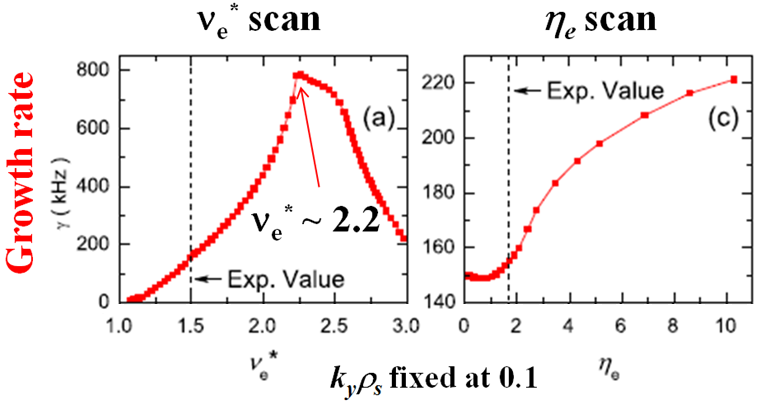 νe* scan
ηe scan
Growth rate
γ ( kHz )
800
600
400
200
0
1.0
1.5
2.0
2.5
3.0
(a)
νe* ~ 2.2
Exp. Value
νe*
220
200
180
160
140
0
2
4
6
8
10
Exp. Value
(c)
ηe
kyρs fixed at 0.1